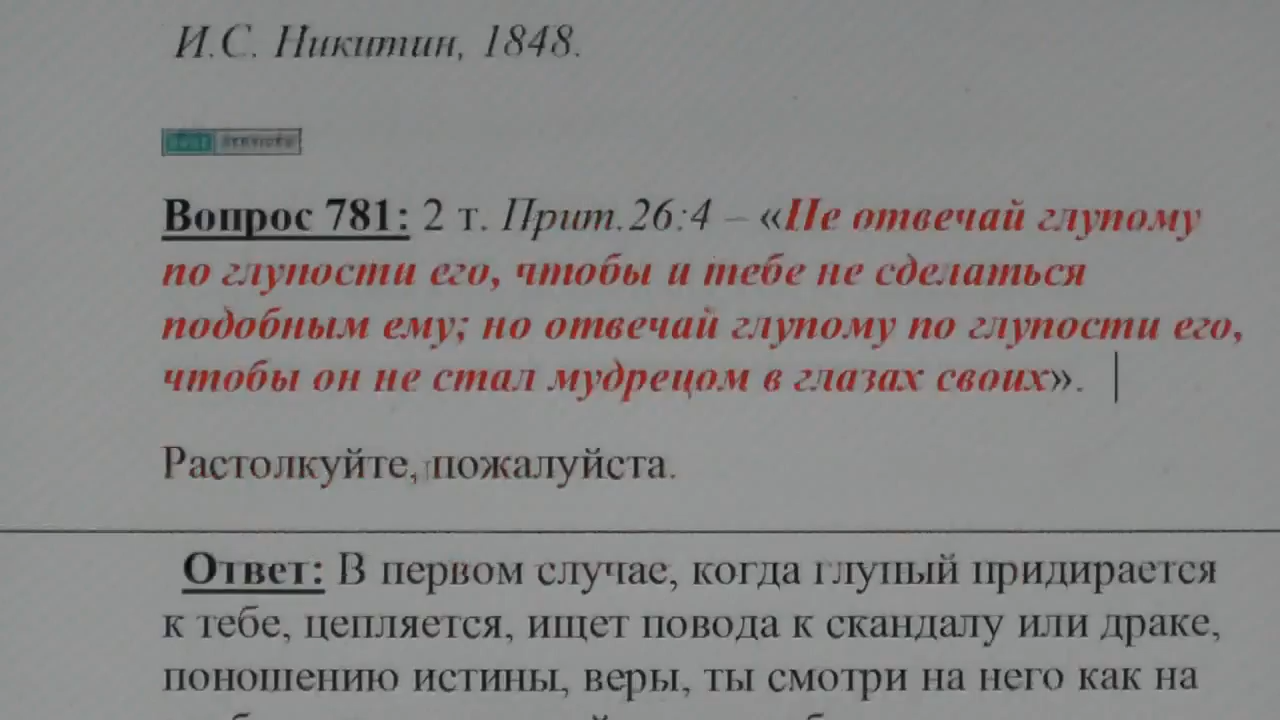 И.С. Никитин, 1848.
Вопрос 781: 2 т. Прит.26:4 – «Не отвечай глупому
по глупости его, чтобы и тебе не сделаться
подобным ему; но отвечай глупому по глупости его,
чтобы он не стал мудрецом в глазах своих».
Растолкуйте, пожалуйста.
Ответ: В первом случае, когда глупый придирается
к тебе, цепляется, ищет повода к скандалу или драке,
поношению истины, веры, ты смотри на него как на